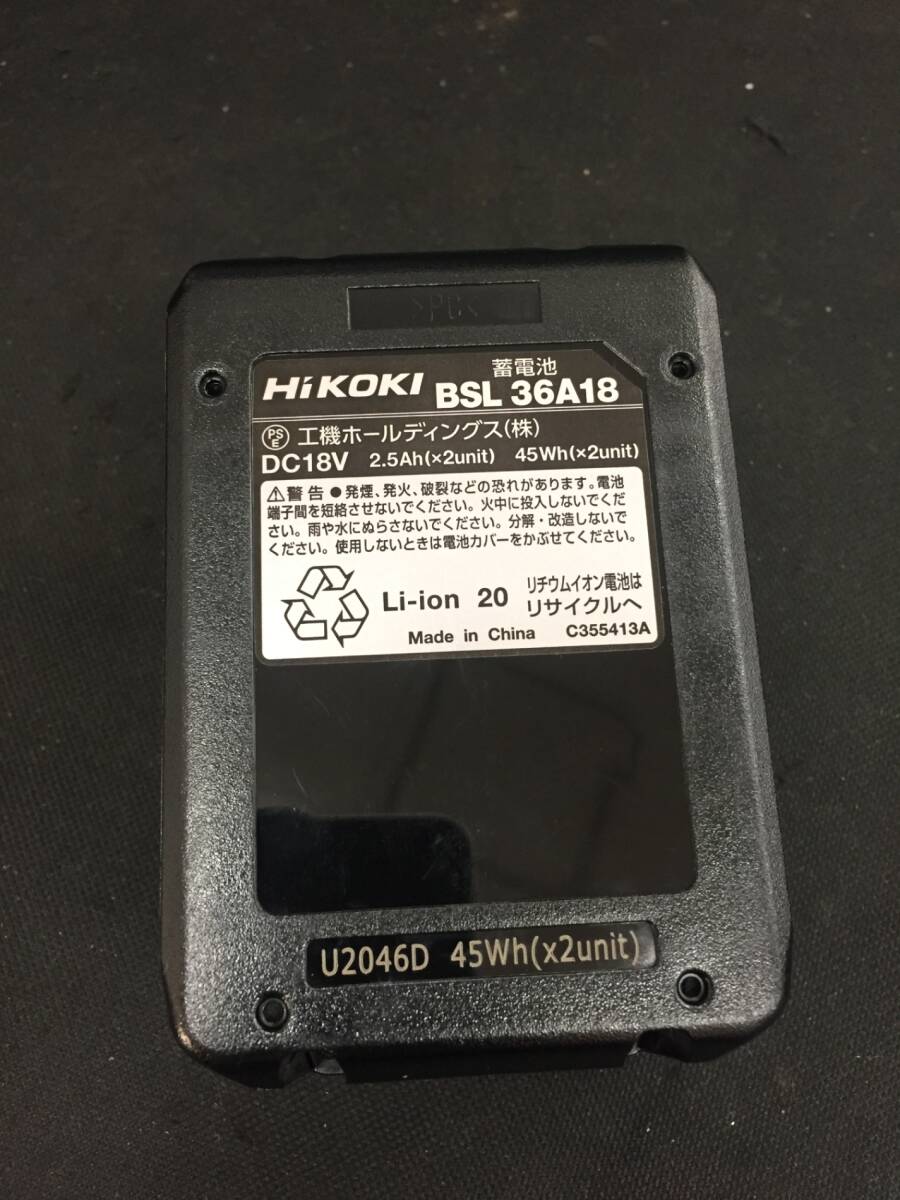 >PC<
HiKOKI
蓄電池
BSL 36A18
PS E 工機ホールディングス(株)
DC18V 2.5Ah(×2unit) 45Wh(×2unit)
⚠警告 ●発煙、発火、破裂などの恐れがあります。電池
端子間を短絡させないでください。火中に投入しないでくだ
さい。雨や水にぬらさないでください。分解・改造しないで
ください。使用しないときは電池カバーをかぶせてください。
Li-ion 20
リチウムイオン電池は
リサイクルへ
Made in China C355413A
U2046D 45Wh(x2unit)